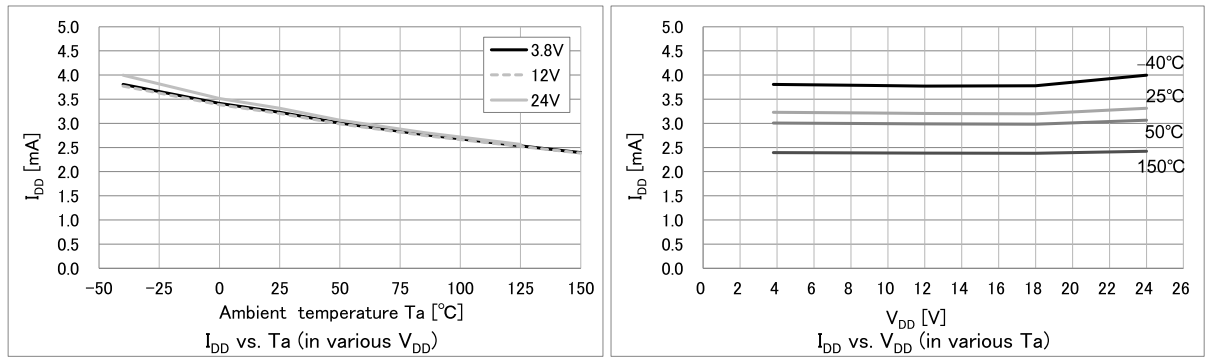 5.0
4.5
4.0
3.5
3.0
2.5
2.0
1.5
1.0
0.5
0.0
I_DD [mA]
3.8V
12V
24V
−50 −25 0 25 50 75 100 125 150
Ambient temperature Ta [℃]
I_DD vs. Ta (in various V_DD)
5.0
4.5
4.0
3.5
3.0
2.5
2.0
1.5
1.0
0.5
0.0
I_DD [mA]
−40℃
25℃
50℃
150℃
0 2 4 6 8 10 12 14 16 18 20 22 24 26
V_DD [V]
I_DD vs. V_DD (in various Ta)